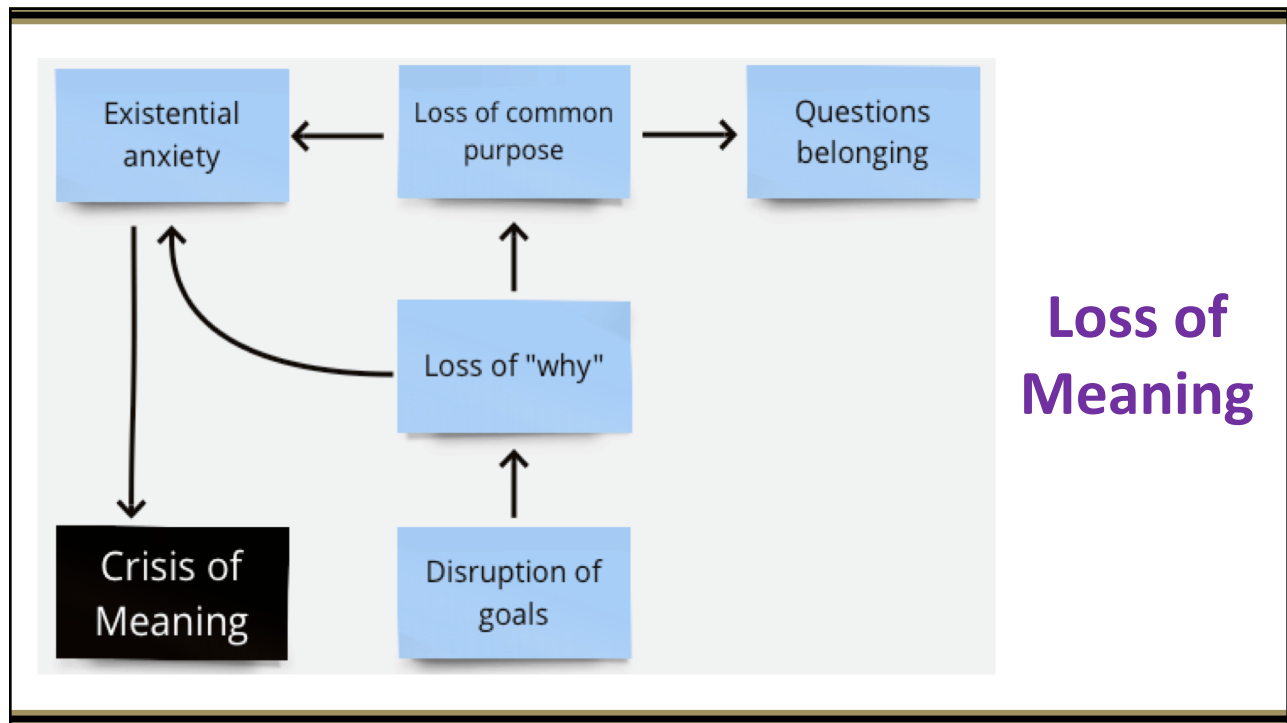 Existential
anxiety
Loss of common
purpose
Questions
belonging
Loss of "why"
Crisis of
Meaning
Disruption of
goals
Loss of
Meaning